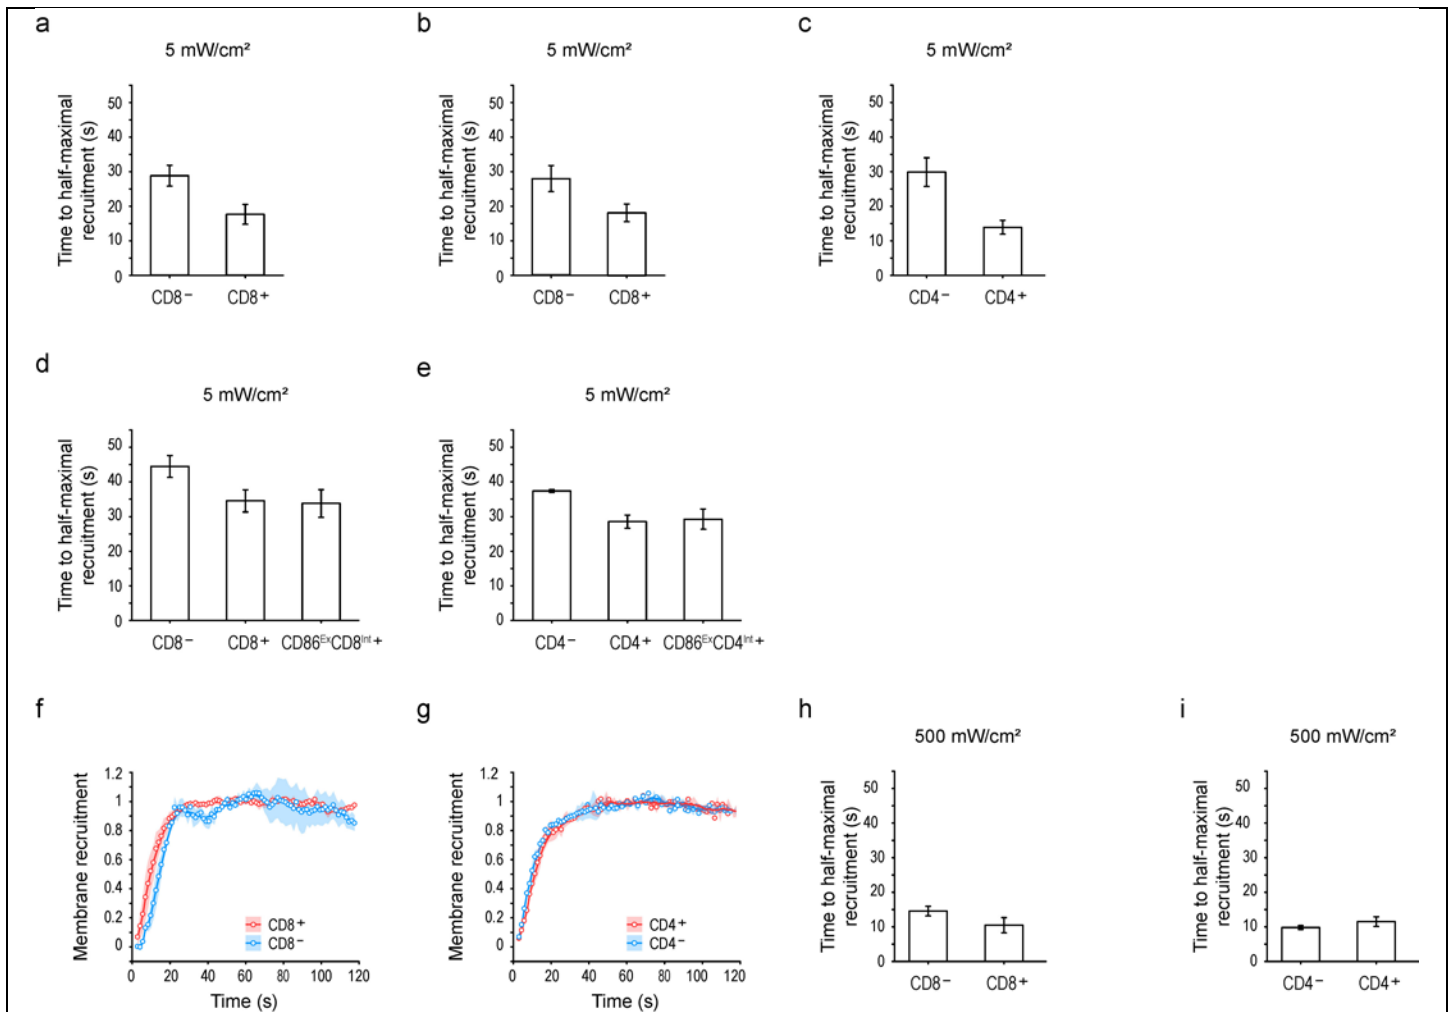 a
5 mW/cm²
Time to half-maximal
recruitment (s)
50
40
30
20
10
0
CD8−
CD8+
b
5 mW/cm²
Time to half-maximal
recruitment (s)
50
40
30
20
10
0
CD8−
CD8+
c
5 mW/cm²
Time to half-maximal
recruitment (s)
50
40
30
20
10
0
CD4−
CD4+
d
5 mW/cm²
Time to half-maximal
recruitment (s)
50
40
30
20
10
0
CD8−
CD8+
CD86ExCD8Int+
e
5 mW/cm²
Time to half-maximal
recruitment (s)
50
40
30
20
10
0
CD4−
CD4+
CD86ExCD4Int+
f
Membrane recruitment
1.2
1
0.8
0.6
0.4
0.2
0
CD8+
CD8−
0 20 40 60 80 100 120
Time (s)
g
Membrane recruitment
1.2
1
0.8
0.6
0.4
0.2
0
CD4+
CD4−
0 20 40 60 80 100 120
Time (s)
h
500 mW/cm²
Time to half-maximal
recruitment (s)
50
40
30
20
10
0
CD8−
CD8+
i
500 mW/cm²
Time to half-maximal
recruitment (s)
50
40
30
20
10
0
CD4−
CD4+